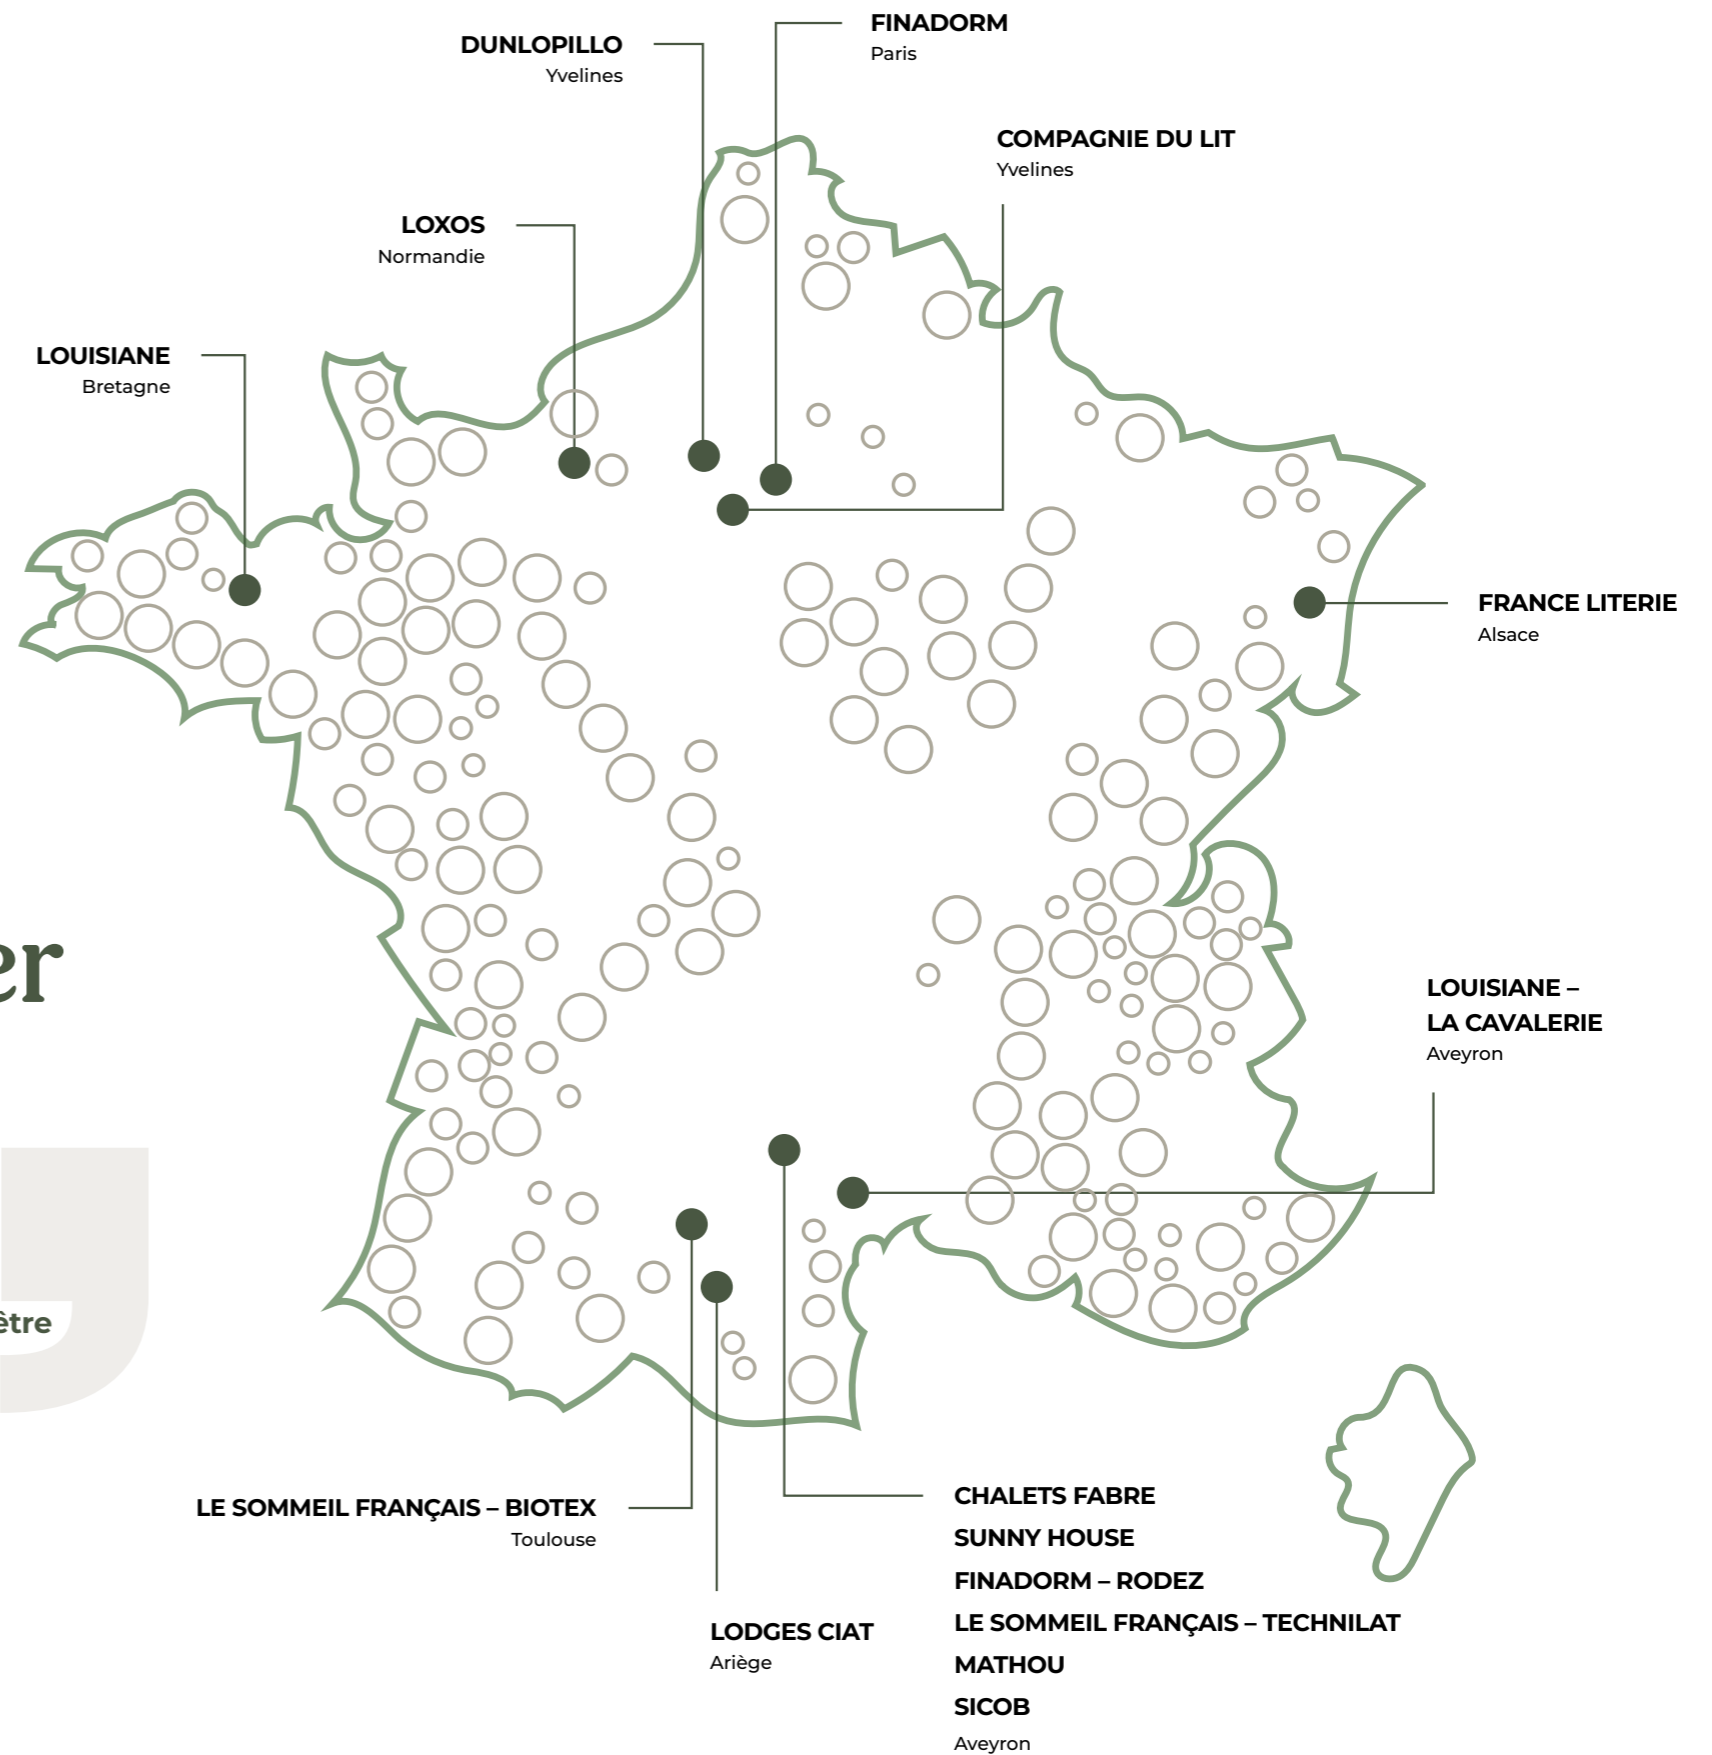 FINADORM
Paris
DUNLOPILLO
Yvelines
COMPAGNIE DU LIT
Yvelines
LOXOS
Normandie
LOUISIANE
Bretagne
FRANCE LITERIE
Alsace
er
LOUISIANE –
LA CAVALERIE
Aveyron
être
LE SOMMEIL FRANÇAIS – BIOTEX
Toulouse
LODGES CIAT
Ariège
CHALETS FABRE
SUNNY HOUSE
FINADORM – RODEZ
LE SOMMEIL FRANÇAIS – TECHNILAT
MATHOU
SICOB
Aveyron